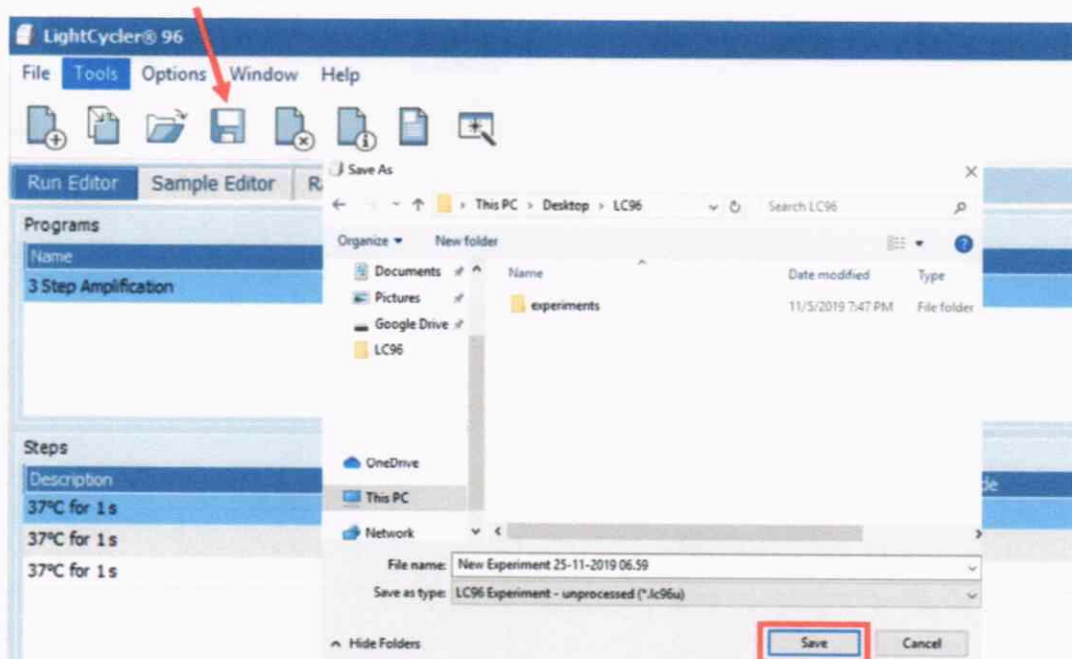 LightCycler® 96
File Tools Options Window Help
Run Editor Sample Editor
Programs
Name
3 Step Amplification
Steps
Description
37°C for 1 s
37°C for 1 s
37°C for 1 s
Save As
This PC > Desktop > LC96
Search LC96
Organize New folder
Name Date modified Type
Documents
Pictures
Google Drive
LC96
OneDrive
This PC
Network
experiments 11/5/2019 7:47 PM File folder
File name: New Experiment 25-11-2019 06.59
Save as type: LC96 Experiment - unprocessed (*.lc96u)
Hide Folders
Save Cancel